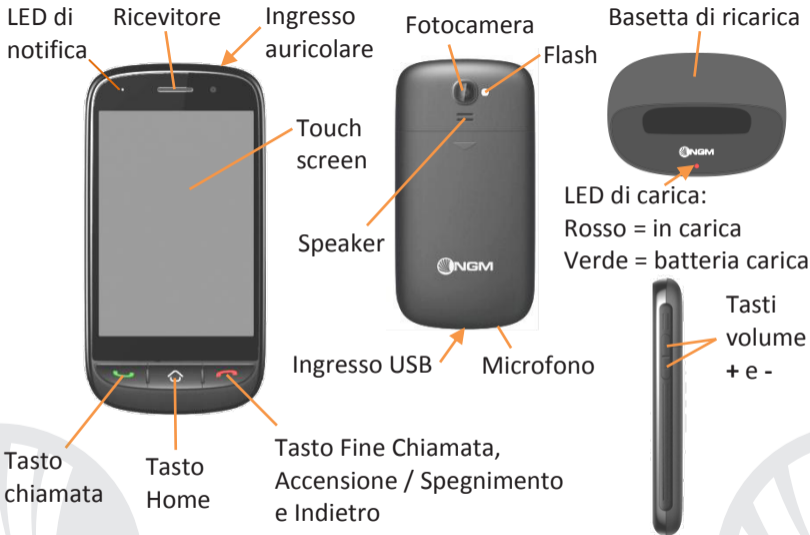 LED di
notifica
Ricevitore
Ingresso
auricolare
Touch
screen
Tasto
chiamata
Tasto
Home
Tasto Fine Chiamata,
Accensione / Spegnimento
e Indietro
Fotocamera
Flash
Speaker
NGM
Ingresso USB
Microfono
Basetta di ricarica
NGM
LED di carica:
Rosso = in carica
Verde = batteria carica
Tasti
volume
+ e -